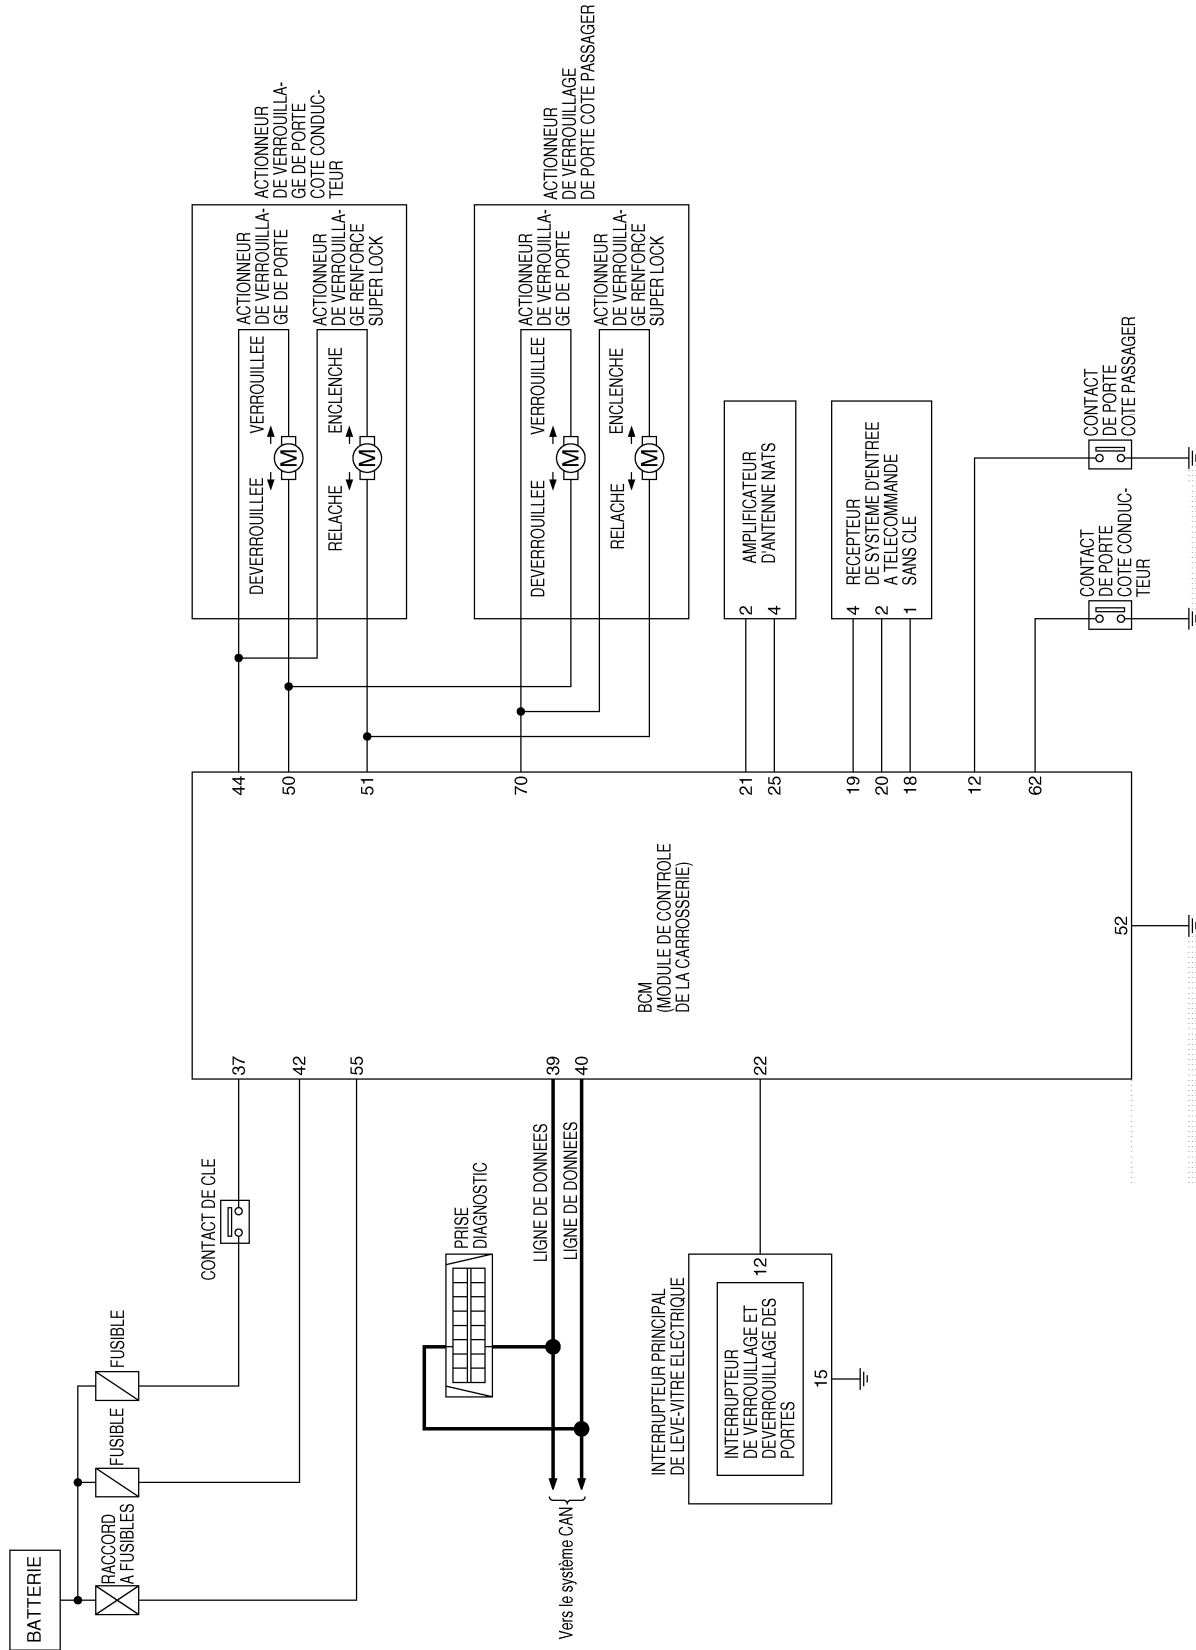 BATTERIE
RACCORD
A FUSIBLES
FUSIBLE
FUSIBLE
CONTACT DE CLE
37
42
55
PRISE
DIAGNOSTIC
LIGNE DE DONNEES
LIGNE DE DONNEES
39
40
Vers le système CAN
INTERRUPTEUR PRINCIPAL
DE LEVE-VITRE ELECTRIQUE
INTERRUPTEUR
DE VERROUILLAGE ET
DEVERROUILLAGE DES
PORTES
12
15
22
BCM
(MODULE DE CONTROLE
DE LA CARROSSERIE)
52
44
50
51
70
21
25
19
20
18
12
62
DEVERROUILLEE
VERROUILLEE
M
ACTIONNEUR
DE VERROUILLA-
GE DE PORTE
RELACHE
ENCLENCHE
M
ACTIONNEUR
DE VERROUILLA-
GE RENFORCE
SUPER LOCK
ACTIONNEUR
DE VERROUILLA-
GE DE PORTE
COTE CONDUC-
TEUR
DEVERROUILLEE
VERROUILLEE
M
ACTIONNEUR
DE VERROUILLA-
GE DE PORTE
RELACHE
ENCLENCHE
M
ACTIONNEUR
DE VERROUILLA-
GE RENFORCE
SUPER LOCK
ACTIONNEUR
DE VERROUILLAGE
DE PORTE COTE PASSAGER
2
4
AMPLIFICATEUR
D'ANTENNE NATS
4
2
1
RECEPTEUR
DE SYSTEME D'ENTREE
A TELECOMMANDE
SANS CLE
CONTACT
DE PORTE
COTE CONDUC-
TEUR
CONTACT
DE PORTE
COTE PASSAGER